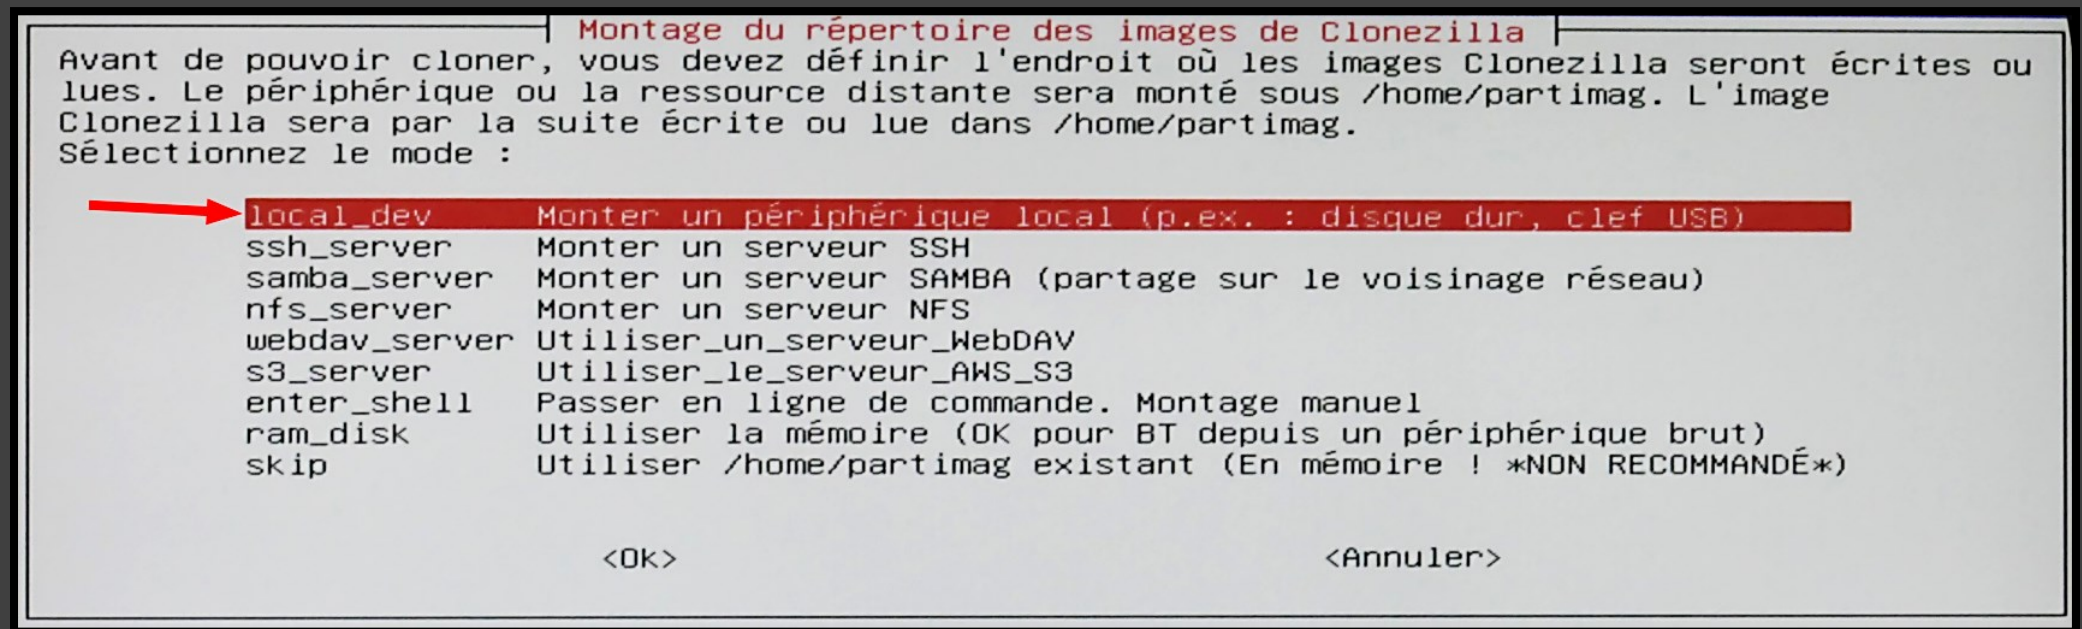 Montage du répertoire des images de Clonezilla
Avant de pouvoir cloner, vous devez définir l'endroit où les images Clonezilla seront écrites ou
lues. Le périphérique ou la ressource distante sera monté sous /home/partimag. L'image
Clonezilla sera par la suite écrite ou lue dans /home/partimag.
Sélectionnez le mode :
local_dev Monter un périphérique local (p.ex. : disque dur, clef USB)
ssh_server Monter un serveur SSH
samba_server Monter un serveur SAMBA (partage sur le voisinage réseau)
nfs_server Monter un serveur NFS
webdav_server Utiliser_un_serveur_WebDAV
s3_server Utiliser_le_serveur_AWS_S3
enter_shell Passer en ligne de commande. Montage manuel
ram_disk Utiliser la mémoire (OK pour BT depuis un périphérique brut)
skip Utiliser /home/partimag existant (En mémoire ! *NON RECOMMANDÉ*)
<Ok> <Annuler>